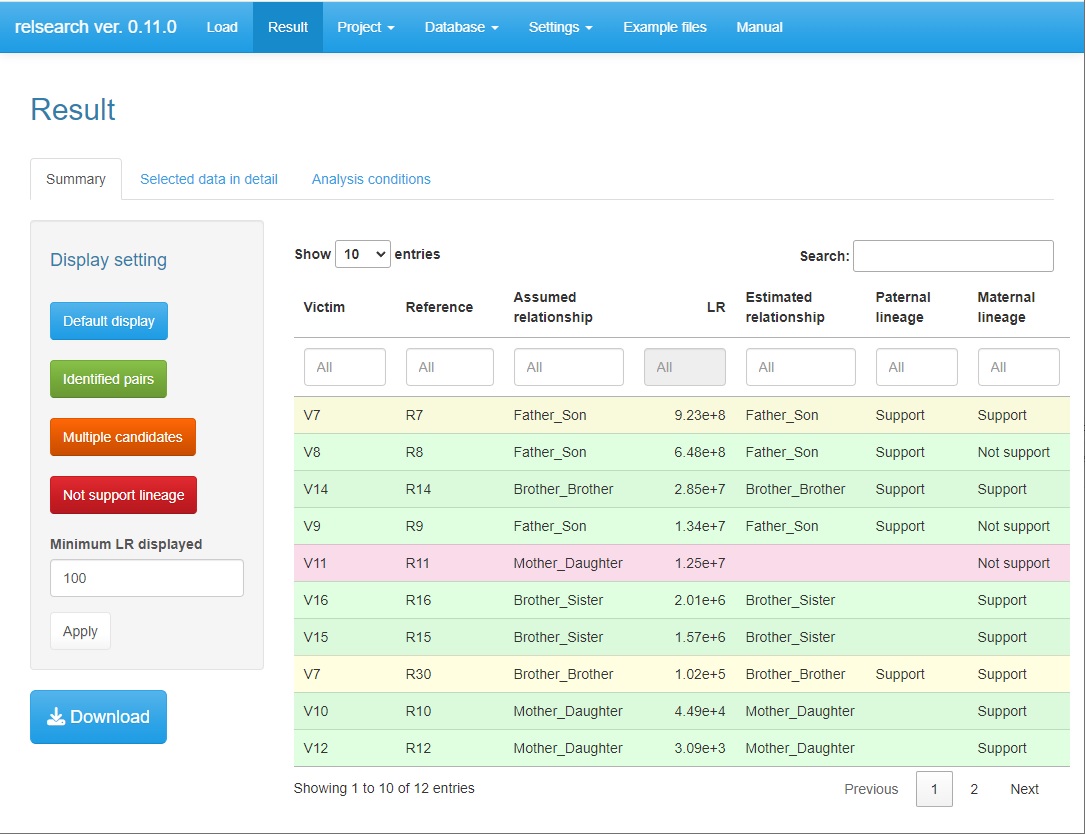 relsearch ver. 0.11.0 Load Result Project Database Settings Example files Manual
Result
Summary Selected data in detail Analysis conditions
Display setting
Default display
Identified pairs
Multiple candidates
Not support lineage
Minimum LR displayed
100
Apply
Download
Show 10 entries Search:
Victim Reference Assumed relationship LR Estimated relationship Paternal lineage Maternal lineage
All All All All All All All
V7 R7 Father_Son 9.23e+8 Father_Son Support Support
V8 R8 Father_Son 6.48e+8 Father_Son Support Not support
V14 R14 Brother_Brother 2.85e+7 Brother_Brother Support Support
V9 R9 Father_Son 1.34e+7 Father_Son Support Not support
V11 R11 Mother_Daughter 1.25e+7 Not support
V16 R16 Brother_Sister 2.01e+6 Brother_Sister Support
V15 R15 Brother_Sister 1.57e+6 Brother_Sister Support
V7 R30 Brother_Brother 1.02e+5 Brother_Brother Support Support
V10 R10 Mother_Daughter 4.49e+4 Mother_Daughter Support
V12 R12 Mother_Daughter 3.09e+3 Mother_Daughter Support
Showing 1 to 10 of 12 entries Previous 1 2 Next